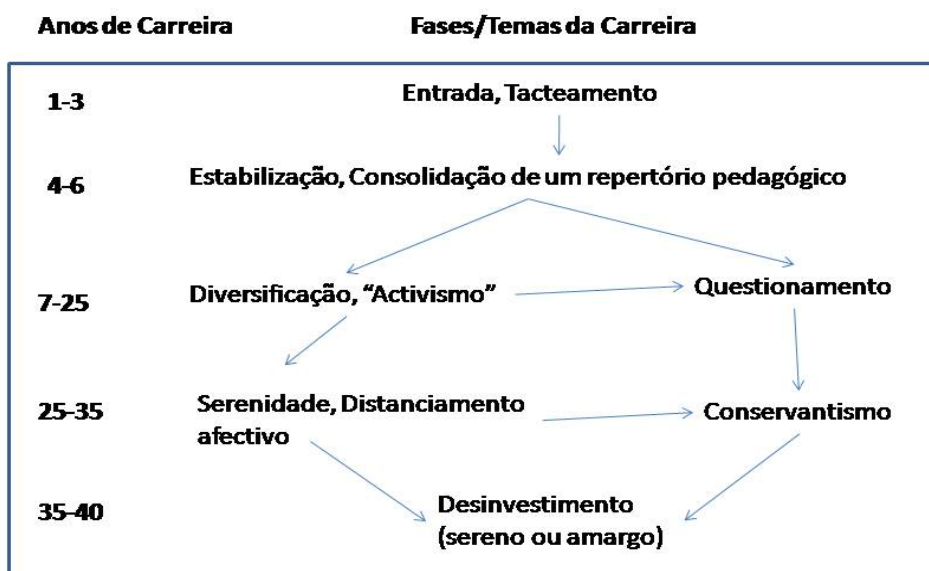 Anos de Carreira Fases/Temas da Carreira
1-3 Entrada, Tacteamento
4-6 Estabilização, Consolidação de um repertório pedagógico
7-25 Diversificação, “Activismo” Questionamento
25-35 Serenidade, Distanciamento Conservantismo
afectivo
35-40 Desinvestimento
(sereno ou amargo)